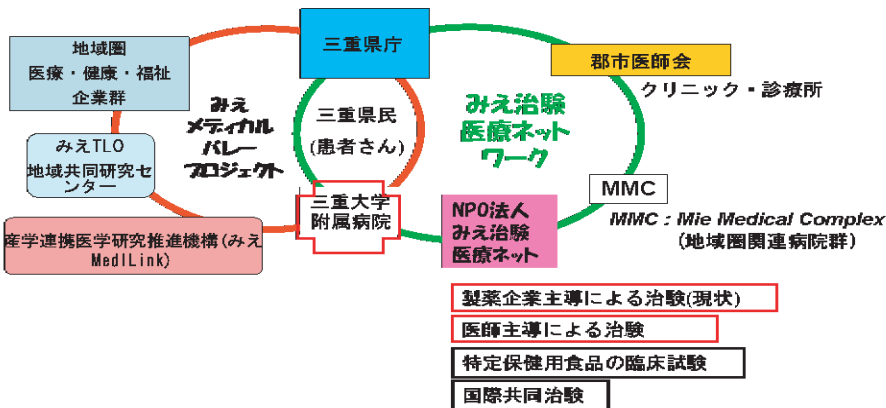 地域圏
医療・健康・福祉
企業群
三重県庁
郡市医師会
クリニック・診療所
みえ
メディカル
バレー
プロジェクト
三重県民
(患者さん)
みえ治験
医療ネット
ワーク
みえTLO
地域共同研究セ
ンター
三重大学
附属病院
MMC
NPO法人
みえ治験
医療ネット
MMC : Mie Medical Complex
(地域圏関連病院群)
産学連携医学研究推進機構(みえ
MedILink)
製薬企業主導による治験(現状)
医師主導による治験
特定保健用食品の臨床試験
国際共同治験